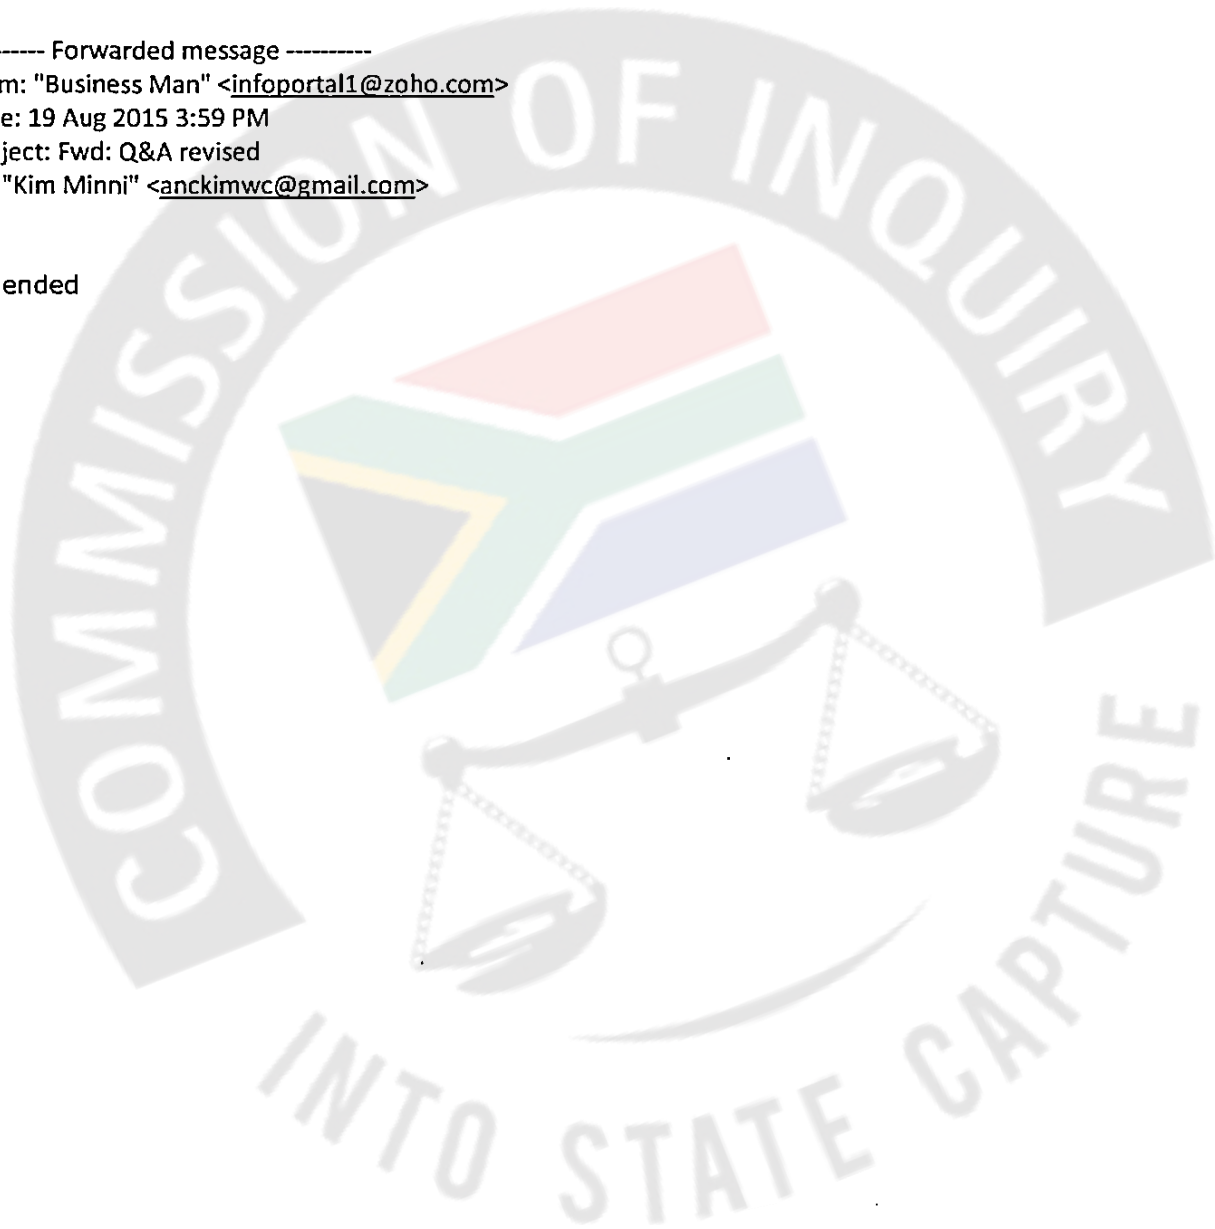 ------ Forwarded message ----------
m: "Business Man" <infoportal1@zoho.com>
e: 19 Aug 2015 3:59 PM
ject: Fwd: Q&A revised
"Kim Minni" <anckimwc@gmail.com>
ended
COMMISSION OF INQUIRY
INTO STATE CAPTURE